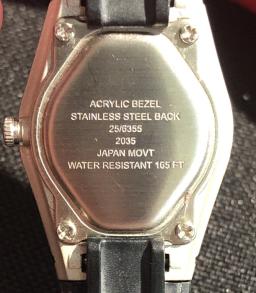 ACRYLIC BEZEL
STAINLESS STEEL BACK
25/6355
2035
JAPAN MOVT
WATER RESISTANT 165 FT